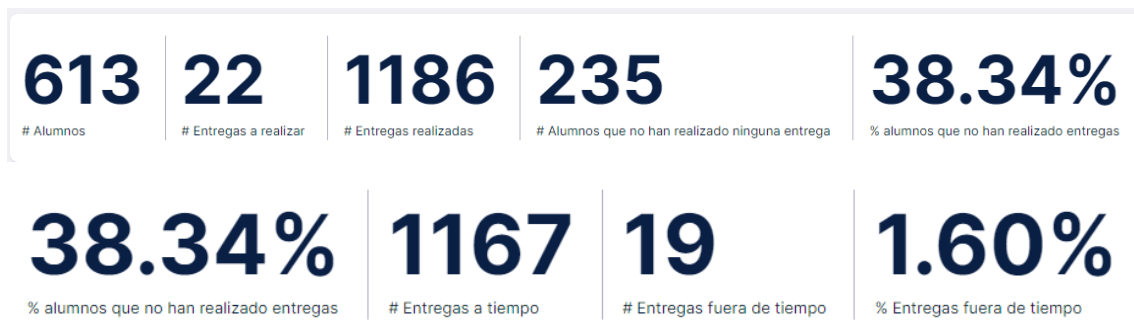 613 22 1186 235 38.34%
# Alumnos # Entregas a realizar # Entregas realizadas # Alumnos que no han realizado ninguna entrega % alumnos que no han realizado entregas
38.34% 1167 19 1.60%
% alumnos que no han realizado entregas # Entregas a tiempo # Entregas fuera de tiempo % Entregas fuera de tiempo